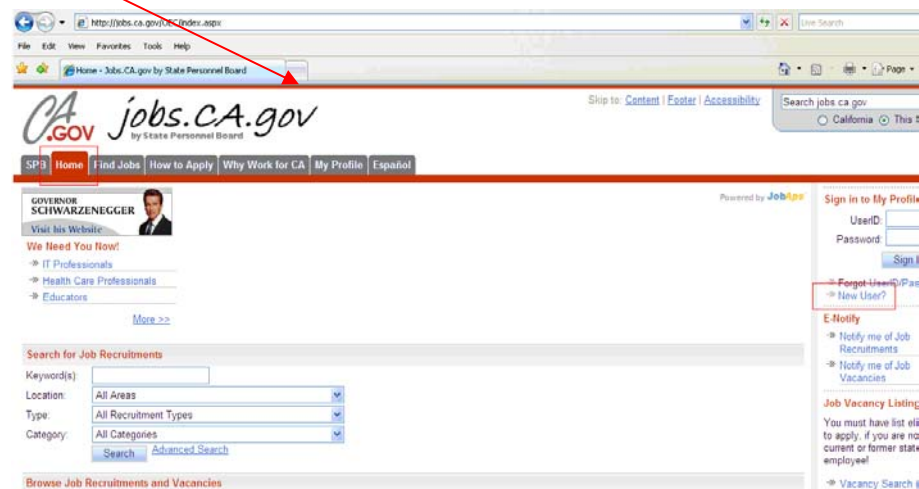 http://jobs.ca.gov/OEC/index.aspx
Live Search
File Edit View Favorites Tools Help
Home - Jobs.CA.gov by State Personnel Board
Page
CA.GOV jobs.CA.gov
by State Personnel Board
Skip to: Content | Footer | Accessibility
Search jobs.ca.gov
California This
SPB Home Find Jobs How to Apply Why Work for CA My Profile Español
GOVERNOR
SCHWARZENEGGER
Visit his Website
We Need You Now!
IT Professionals
Health Care Professionals
Educators
More >>
Powered by JobAps
Sign in to My Profile
UserID:
Password:
Sign
Forgot UserID/Pas
New User?
E-Notify
Notify me of Job
Recruitments
Notify me of Job
Vacancies
Job Vacancy Listing
You must have list eli
to apply, if you are no
current or former state
employee!
Vacancy Search
Search for Job Recruitments
Keyword(s):
Location: All Areas
Type: All Recruitment Types
Category: All Categories
Search Advanced Search
Browse Job Recruitments and Vacancies